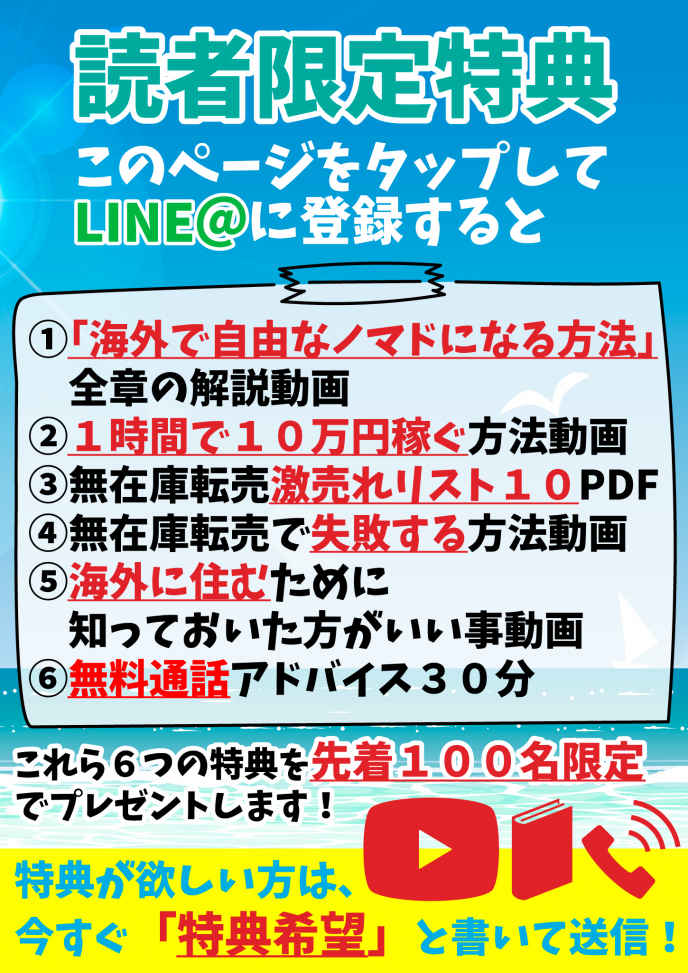 読者限定特典
このページをタップして
LINE@に登録すると
①「海外で自由なノマドになる方法」
全章の解説動画
②１時間で１０万円稼ぐ方法動画
③無在庫転売激売れリスト１０PDF
④無在庫転売で失敗する方法動画
⑤海外に住むために
知っておいた方がいい事動画
⑥無料通話アドバイス３０分
これら６つの特典を先着１００名限定
でプレゼントします！
特典が欲しい方は、
今すぐ「特典希望」と書いて送信！